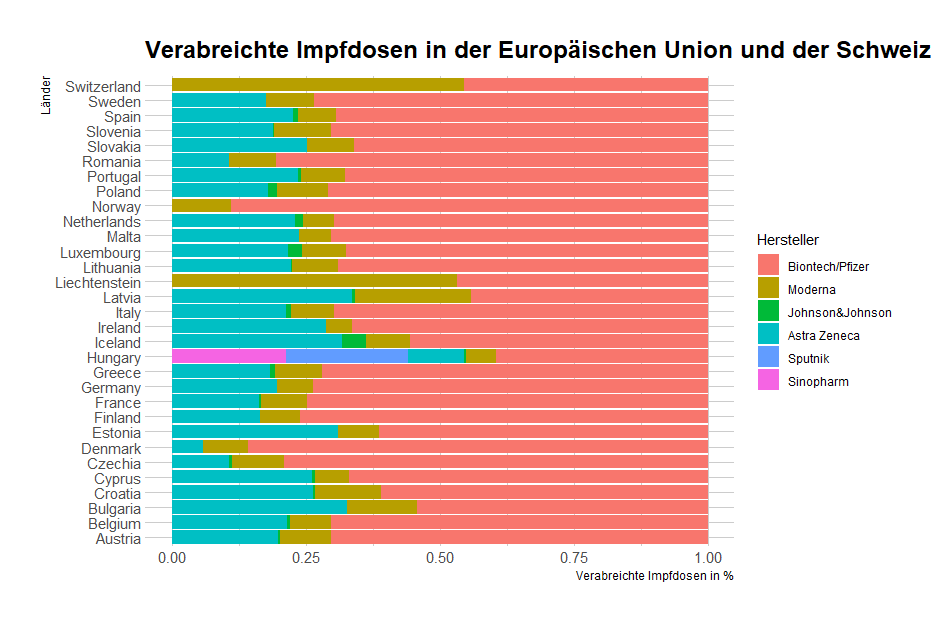 Verabreichte Impfdosen in der Europäischen Union und der Schweiz
Länder
Switzerland
Sweden
Spain
Slovenia
Slovakia
Romania
Portugal
Poland
Norway
Netherlands
Malta
Luxembourg
Lithuania
Liechtenstein
Latvia
Italy
Ireland
Iceland
Hungary
Greece
Germany
France
Finland
Estonia
Denmark
Czechia
Cyprus
Croatia
Bulgaria
Belgium
Austria
0.00 0.25 0.50 0.75 1.00
Verabreichte Impfdosen in %
Hersteller
Biontech/Pfizer
Moderna
Johnson&Johnson
Astra Zeneca
Sputnik
Sinopharm